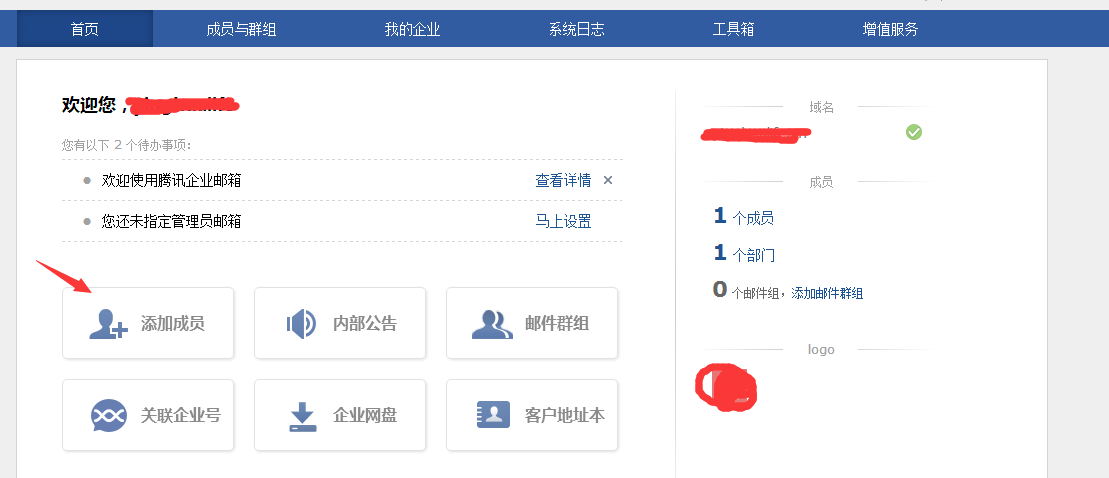 首页 成员与群组 我的企业 系统日志 工具箱 增值服务
欢迎您，
您有以下 2 个待办事项：
欢迎使用腾讯企业邮箱 查看详情 ×
您还未指定管理员邮箱 马上设置
添加成员 内部公告 邮件群组
关联企业号 企业网盘 客户地址本
域名
成员
1 个成员
1 个部门
0 个邮件组，添加邮件群组
logo